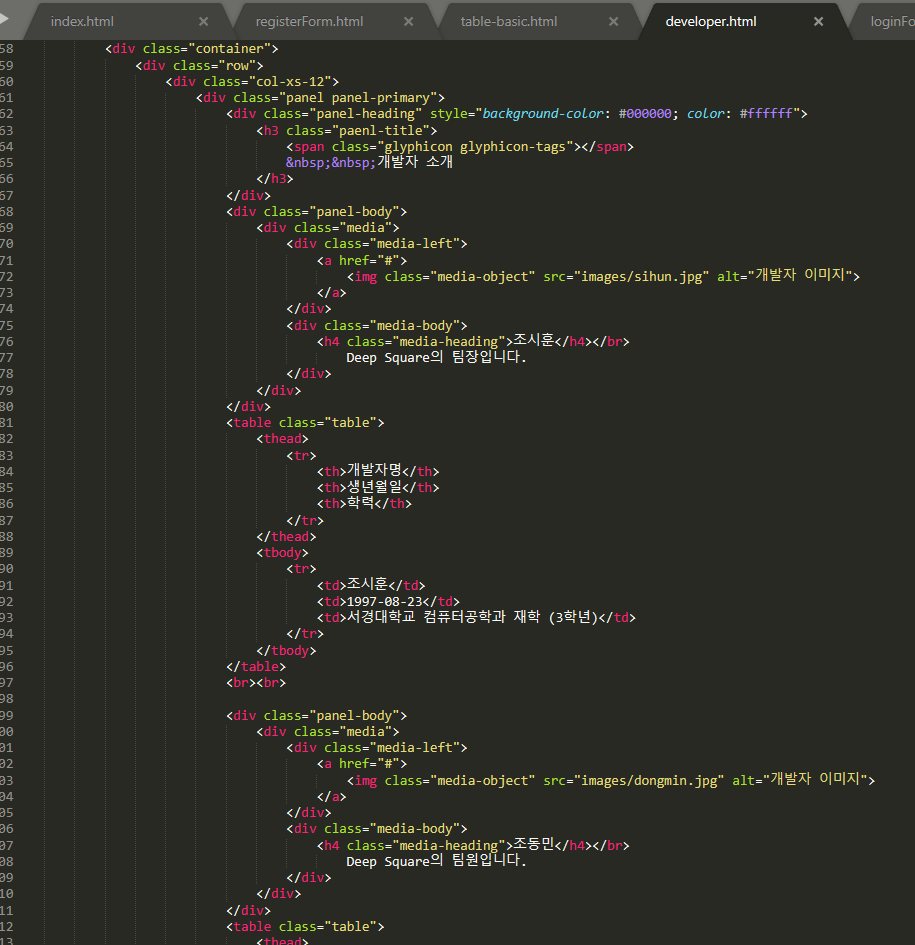 index.html × registerForm.html × table-basic.html × developer.html × loginFo
58 <div class="container">
59 <div class="row">
60 <div class="col-xs-12">
61 <div class="panel panel-primary">
62 <div class="panel-heading" style="background-color: #000000; color: #ffffff">
63 <h3 class="paenl-title">
64 <span class="glyphicon glyphicon-tags"></span>
65 &nbsp;&nbsp;개발자 소개
66 </h3>
67 </div>
68 <div class="panel-body">
69 <div class="media">
70 <div class="media-left">
71 <a href="#">
72 <img class="media-object" src="images/sihun.jpg" alt="개발자 이미지">
73 </a>
74 </div>
75 <div class="media-body">
76 <h4 class="media-heading">조시훈</h4></br>
77 Deep Square의 팀장입니다.
78 </div>
79 </div>
80 </div>
81 <table class="table">
82 <thead>
83 <tr>
84 <th>개발자명</th>
85 <th>생년월일</th>
86 <th>학력</th>
87 </tr>
88 </thead>
89 <tbody>
90 <tr>
91 <td>조시훈</td>
92 <td>1997-08-23</td>
93 <td>서경대학교 컴퓨터공학과 재학 (3학년)</td>
94 </tr>
95 </tbody>
96 </table>
97 <br><br>
98
99 <div class="panel-body">
00 <div class="media">
01 <div class="media-left">
02 <a href="#">
03 <img class="media-object" src="images/dongmin.jpg" alt="개발자 이미지">
04 </a>
05 </div>
06 <div class="media-body">
07 <h4 class="media-heading">조동민</h4></br>
08 Deep Square의 팀원입니다.
09 </div>
10 </div>
11 </div>
12 <table class="table">
13 <thead>